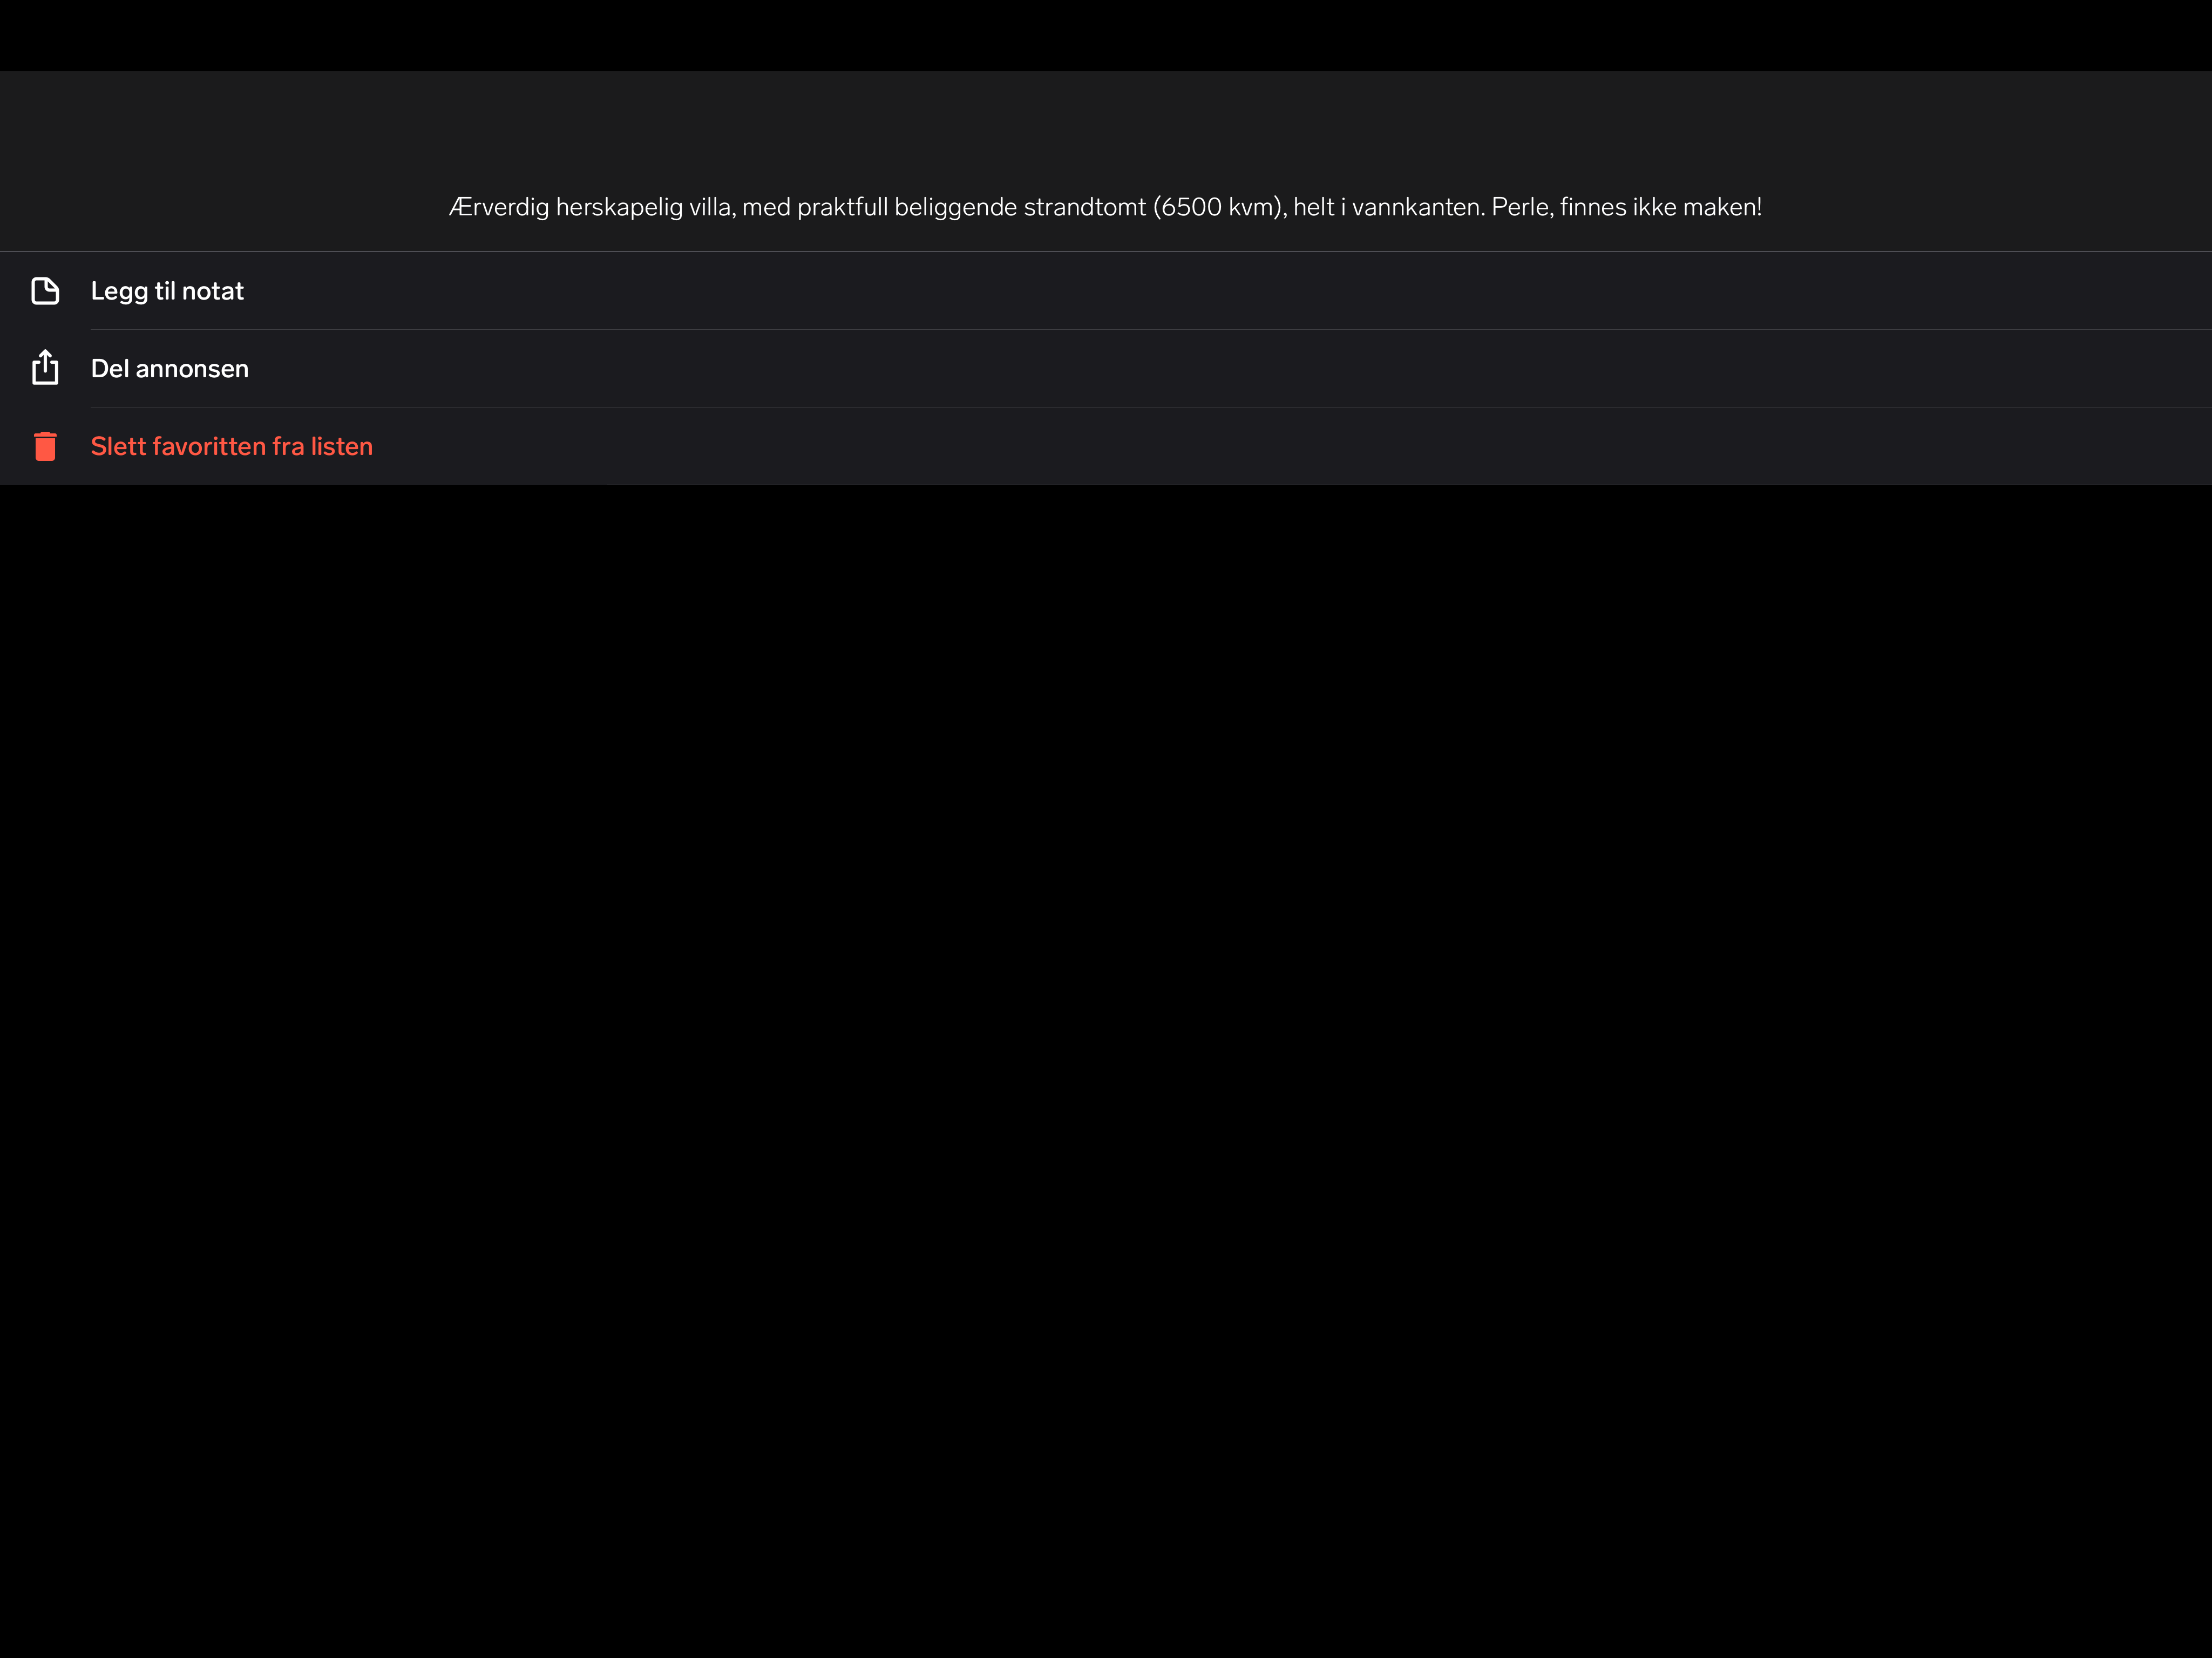 Ærverdig herskapelig villa, med praktfull beliggende strandtomt (6500 kvm), helt i vannkanten. Perle, finnes ikke maken!
Legg til notat
Del annonsen
Slett favoritten fra listen